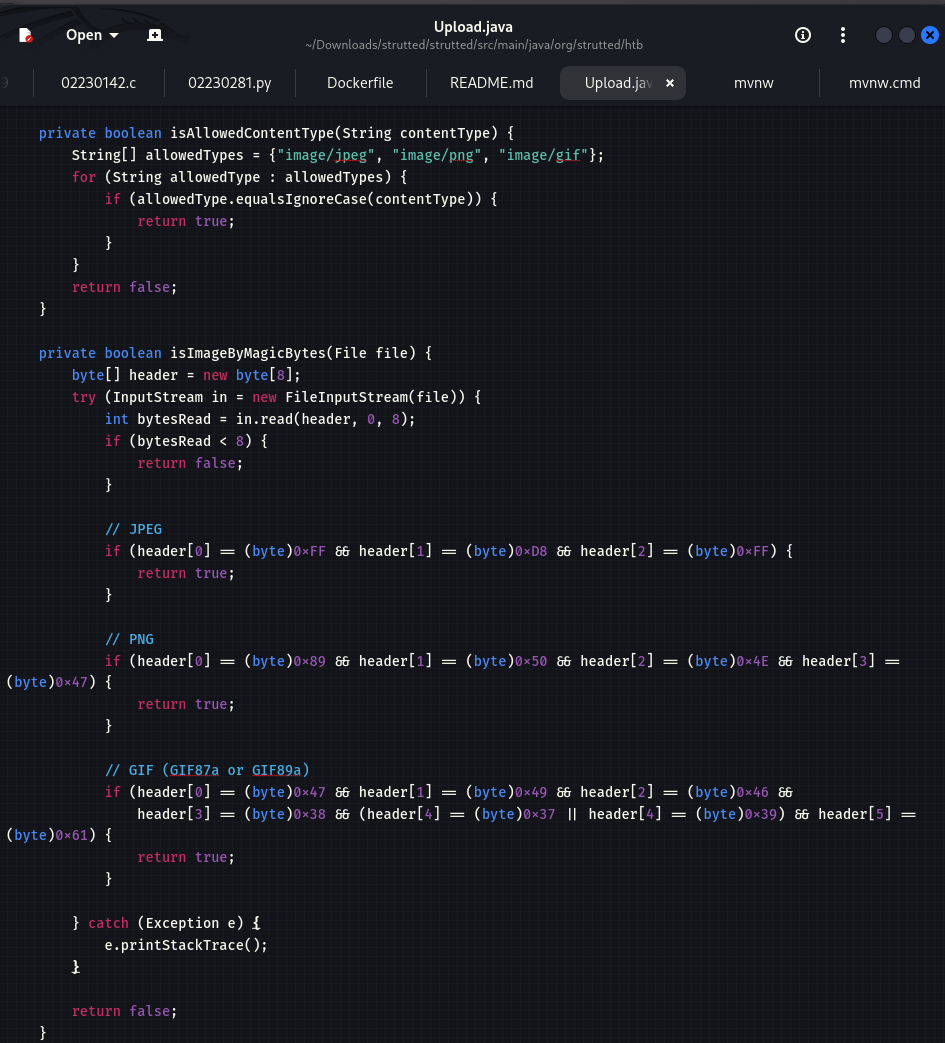 Open
Upload.java
~/Downloads/strutted/strutted/src/main/java/org/strutted/htb
9 02230142.c 02230281.py Dockerfile README.md Upload.jav × mvnw mvnw.cmd
private boolean isAllowedContentType(String contentType) {
String[] allowedTypes = {"image/jpeg", "image/png", "image/gif"};
for (String allowedType : allowedTypes) {
if (allowedType.equalsIgnoreCase(contentType)) {
return true;
}
}
return false;
}
private boolean isImageByMagicBytes(File file) {
byte[] header = new byte[8];
try (InputStream in = new FileInputStream(file)) {
int bytesRead = in.read(header, 0, 8);
if (bytesRead < 8) {
return false;
}
// JPEG
if (header[0] == (byte)0xFF && header[1] == (byte)0xD8 && header[2] == (byte)0xFF) {
return true;
}
// PNG
if (header[0] == (byte)0x89 && header[1] == (byte)0x50 && header[2] == (byte)0x4E && header[3] ==
(byte)0x47) {
return true;
}
// GIF (GIF87a or GIF89a)
if (header[0] == (byte)0x47 && header[1] == (byte)0x49 && header[2] == (byte)0x46 &&
header[3] == (byte)0x38 && (header[4] == (byte)0x37 || header[4] == (byte)0x39) && header[5] ==
(byte)0x61) {
return true;
}
} catch (Exception e) {
e.printStackTrace();
}
return false;
}